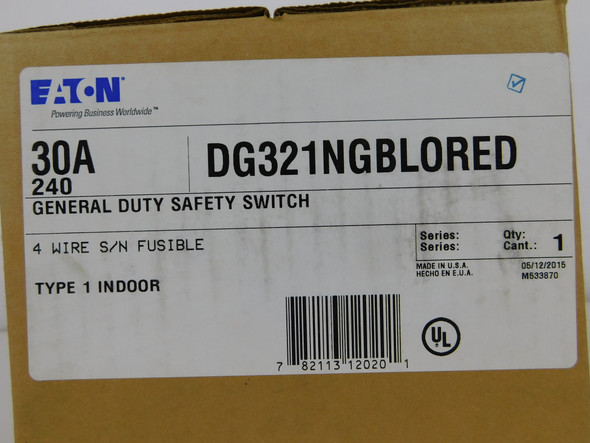 EATON
Powering Business Worldwide™
30A
240
DG321NGBLORED
GENERAL DUTY SAFETY SWITCH
4 WIRE S/N FUSIBLE
TYPE 1 INDOOR
Series: Qty:
Series: Cant.: 1
MADE IN U.S.A. 05/12/2015
HECHO EN E.U.A. M533870
UL
7 82113 12020 1